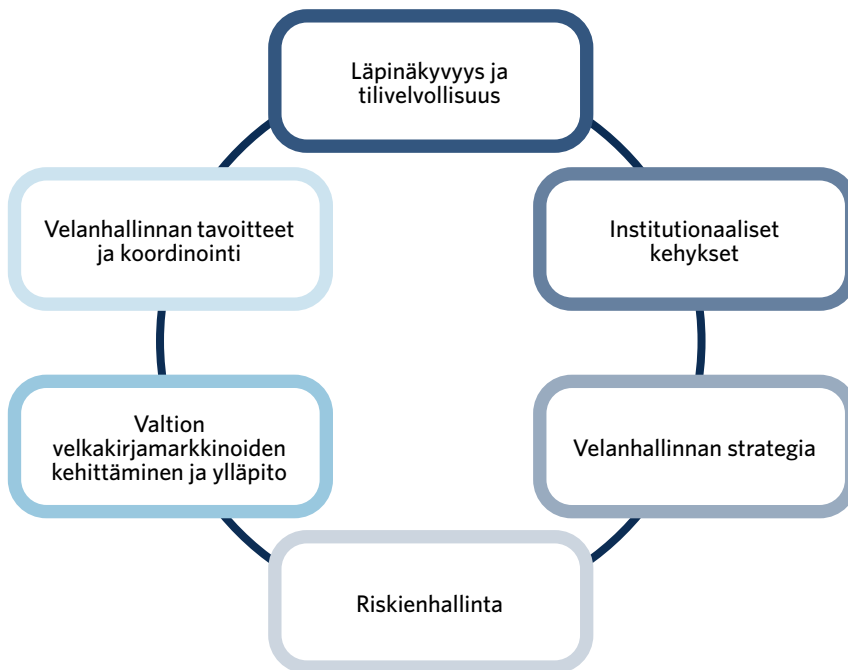 Läpinäkyvyys ja
tilivelvollisuus
Institutionaaliset
kehykset
Velanhallinnan strategia
Riskienhallinta
Valtion
velkakirjamarkkinoiden
kehittäminen ja ylläpito
Velanhallinnan tavoitteet
ja koordinointi